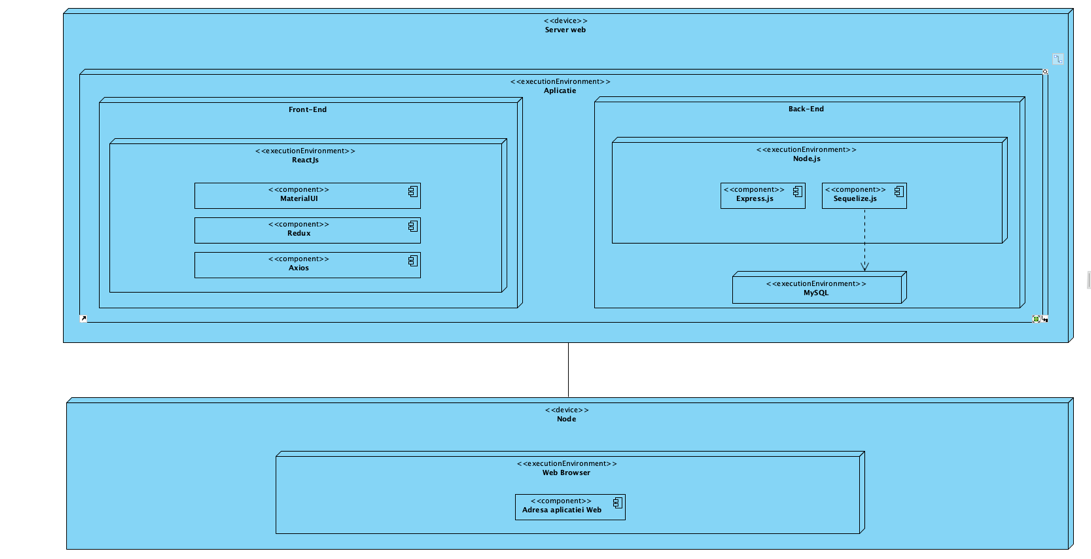 <<device>>
Server web
<<executionEnvironment>>
Aplicatie
Front-End
<<executionEnvironment>>
ReactJs
<<component>>
MaterialUI
<<component>>
Redux
<<component>>
Axios
Back-End
<<executionEnvironment>>
Node.js
<<component>>
Express.js
<<component>>
Sequelize.js
<<executionEnvironment>>
MySQL
<<device>>
Node
<<executionEnvironment>>
Web Browser
<<component>>
Adresa aplicatiei Web